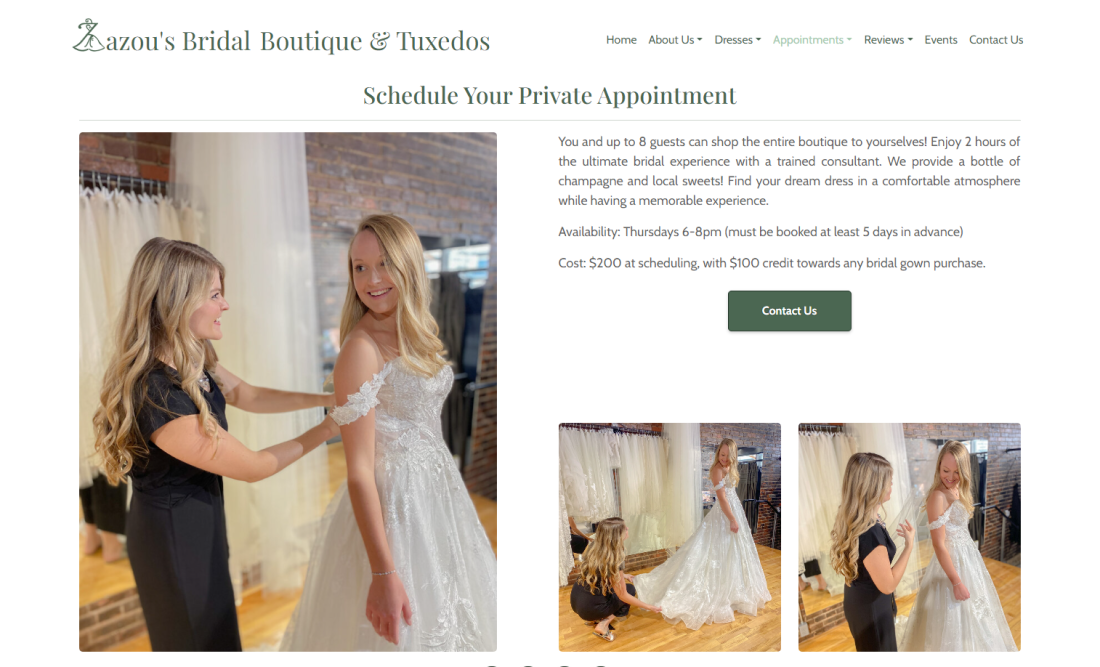 Zazou's Bridal Boutique & Tuxedos
Home About Us Dresses Appointments Reviews Events Contact Us
Schedule Your Private Appointment
You and up to 8 guests can shop the entire boutique to yourselves! Enjoy 2 hours of
the ultimate bridal experience with a trained consultant. We provide a bottle of
champagne and local sweets! Find your dream dress in a comfortable atmosphere
while having a memorable experience.
Availability: Thursdays 6-8pm (must be booked at least 5 days in advance)
Cost: $200 at scheduling, with $100 credit towards any bridal gown purchase.
Contact Us